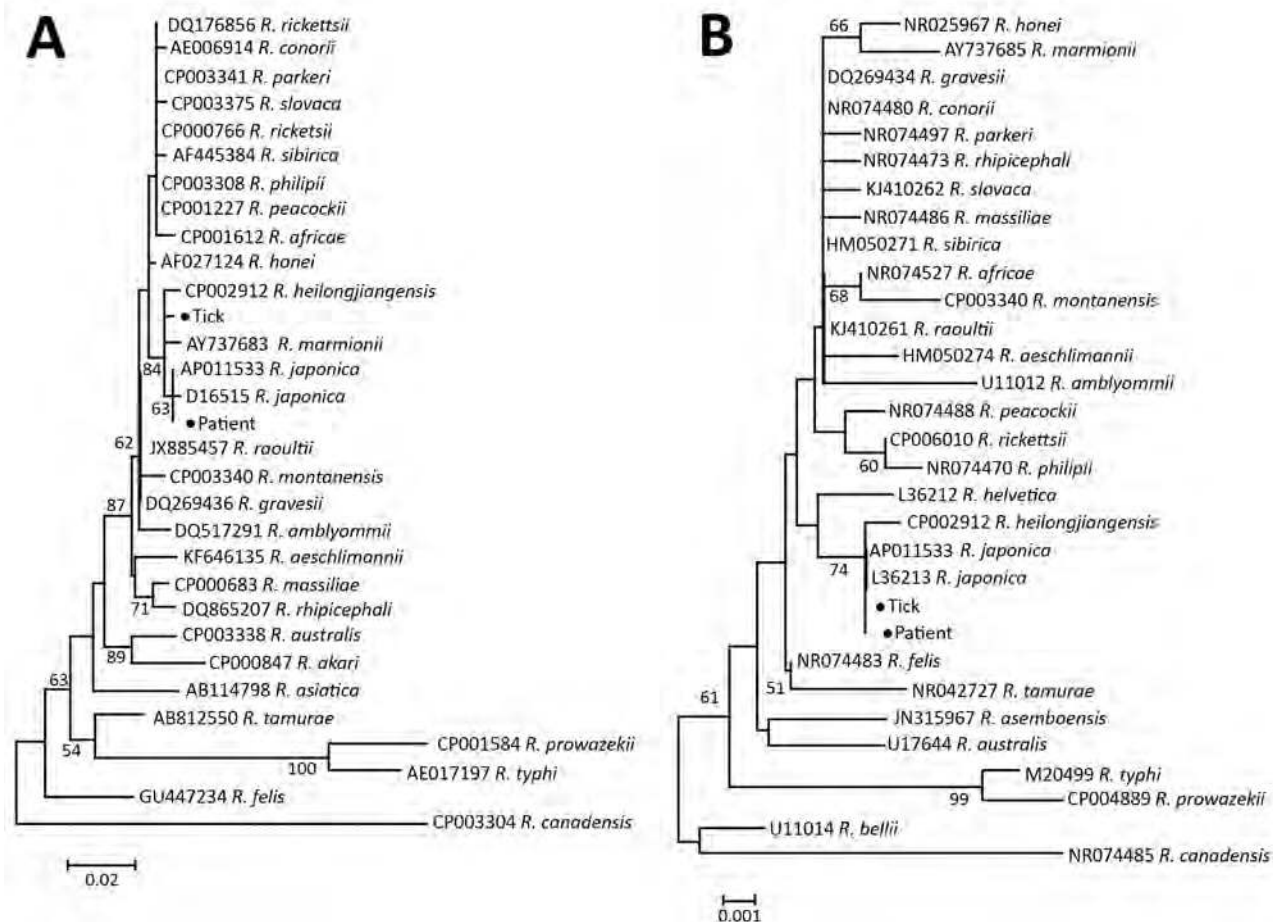 A
DQ176856 R. rickettsii
AE006914 R. conorii
CP003341 R. parkeri
CP003375 R. slovaca
CP000766 R. ricketsii
AF445384 R. sibirica
CP003308 R. philipii
CP001227 R. peacockii
CP001612 R. africae
AF027124 R. honei
CP002912 R. heilongjiangensis
Tick
AY737683 R. marmionii
84
AP011533 R. japonica
D16515 R. japonica
63
Patient
62
JX885457 R. raoultii
CP003340 R. montanensis
87
DQ269436 R. gravesii
DQ517291 R. amblyommii
KF646135 R. aeschlimannii
CP000683 R. massiliae
71
DQ865207 R. rhipicephali
CP003338 R. australis
89
CP000847 R. akari
63
AB114798 R. asiatica
AB812550 R. tamurae
54
CP001584 R. prowazekii
100
AE017197 R. typhi
GU447234 R. felis
CP003304 R. canadensis
0.02
B
66
NR025967 R. honei
AY737685 R. marmionii
DQ269434 R. gravesii
NR074480 R. conorii
NR074497 R. parkeri
NR074473 R. rhipicephali
KJ410262 R. slovaca
NR074486 R. massiliae
HM050271 R. sibirica
NR074527 R. africae
68
CP003340 R. montanensis
KJ410261 R. raoultii
HM050274 R. aeschlimannii
U11012 R. amblyommii
NR074488 R. peacockii
CP006010 R. rickettsii
60
NR074470 R. philipii
L36212 R. helvetica
CP002912 R. heilongjiangensis
AP011533 R. japonica
74
L36213 R. japonica
Tick
Patient
NR074483 R. felis
51
NR042727 R. tamurae
61
JN315967 R. asemboensis
U17644 R. australis
M20499 R. typhi
99
CP004889 R. prowazekii
U11014 R. bellii
NR074485 R. canadensis
0.001